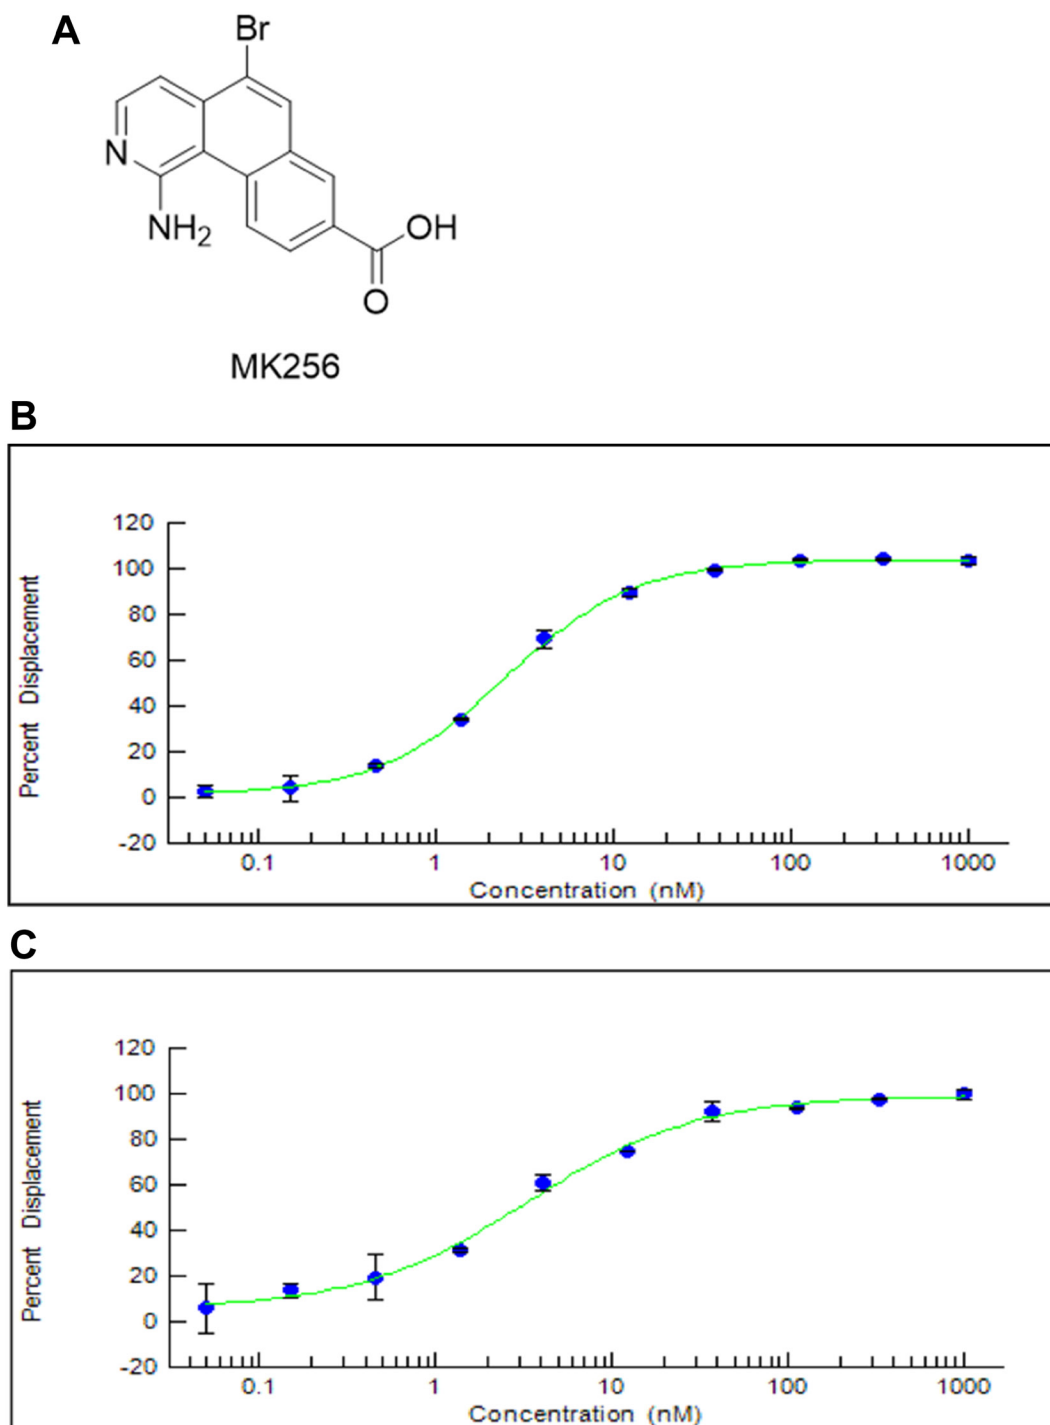 A
Br
N
NH2
OH
O
MK256
B
120
100
80
60
40
20
0
-20
Percent Displacement
0.1 1 10 100 1000
Concentration (nM)
C
120
100
80
60
40
20
0
-20
Percent Displacement
0.1 1 10 100 1000
Concentration (nM)